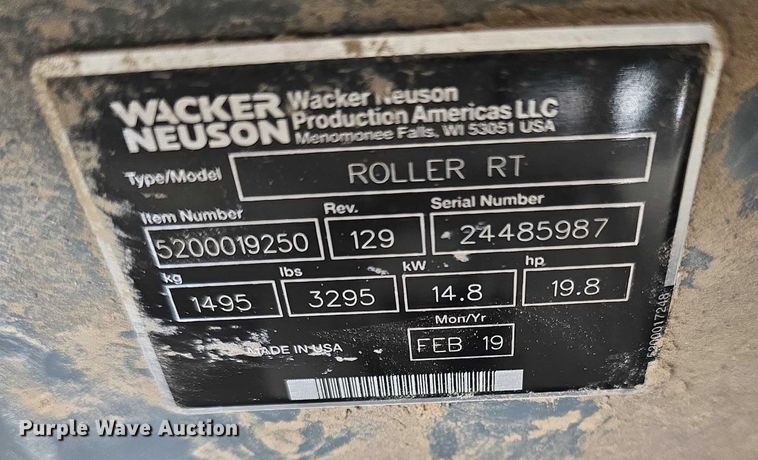 WACKER NEUSON
Wacker Neuson
Production Americas LLC
Menomonee Falls, WI 53051 USA
Type/Model ROLLER RT
Item Number Rev. Serial Number
5200019250 129 24485987
kg lbs kW hp
1495 3295 14.8 19.8
Mon/Yr
MADE IN USA FEB 19
5200017248
Purple Wave Auction